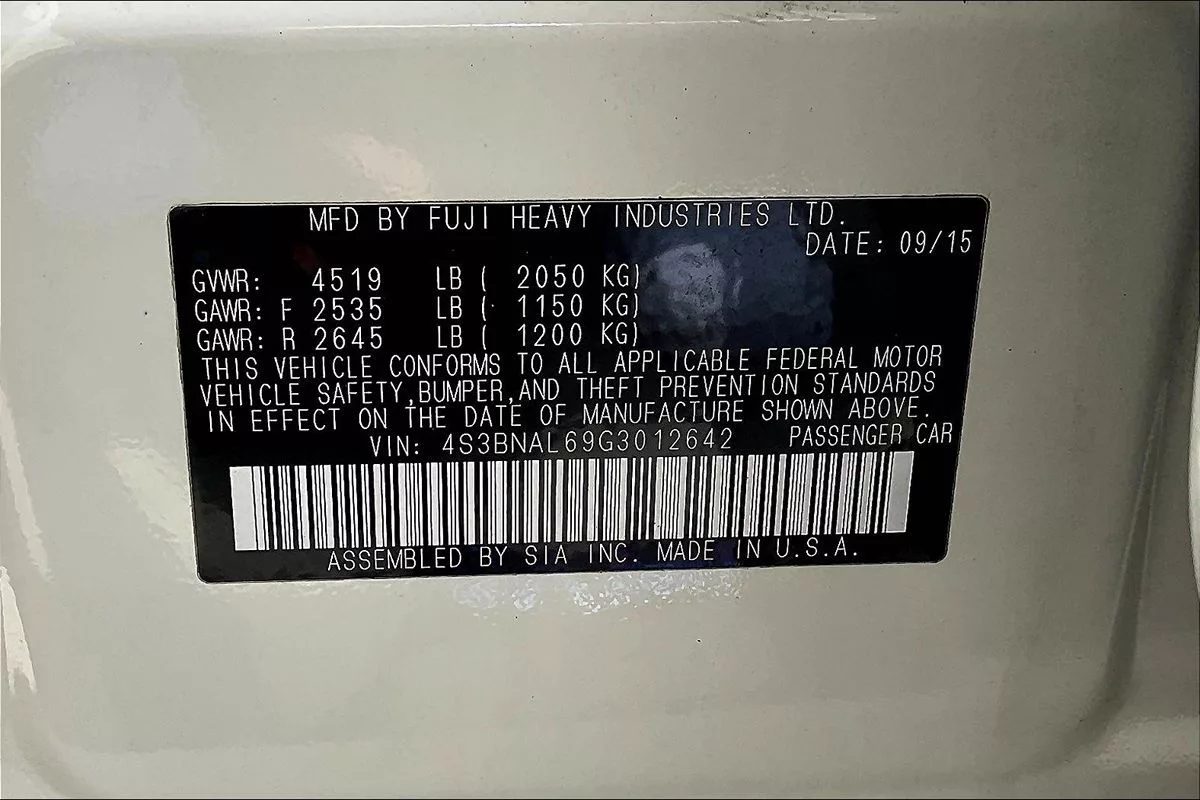 MFD BY FUJI HEAVY INDUSTRIES LTD.
DATE: 09/15
GVWR: 4519 LB ( 2050 KG)
GAWR: F 2535 LB ( 1150 KG)
GAWR: R 2645 LB ( 1200 KG)
THIS VEHICLE CONFORMS TO ALL APPLICABLE FEDERAL MOTOR
VEHICLE SAFETY,BUMPER,AND THEFT PREVENTION STANDARDS
IN EFFECT ON THE DATE OF MANUFACTURE SHOWN ABOVE.
VIN: 4S3BNAL69G3012642 PASSENGER CAR
ASSEMBLED BY SIA INC. MADE IN U.S.A.